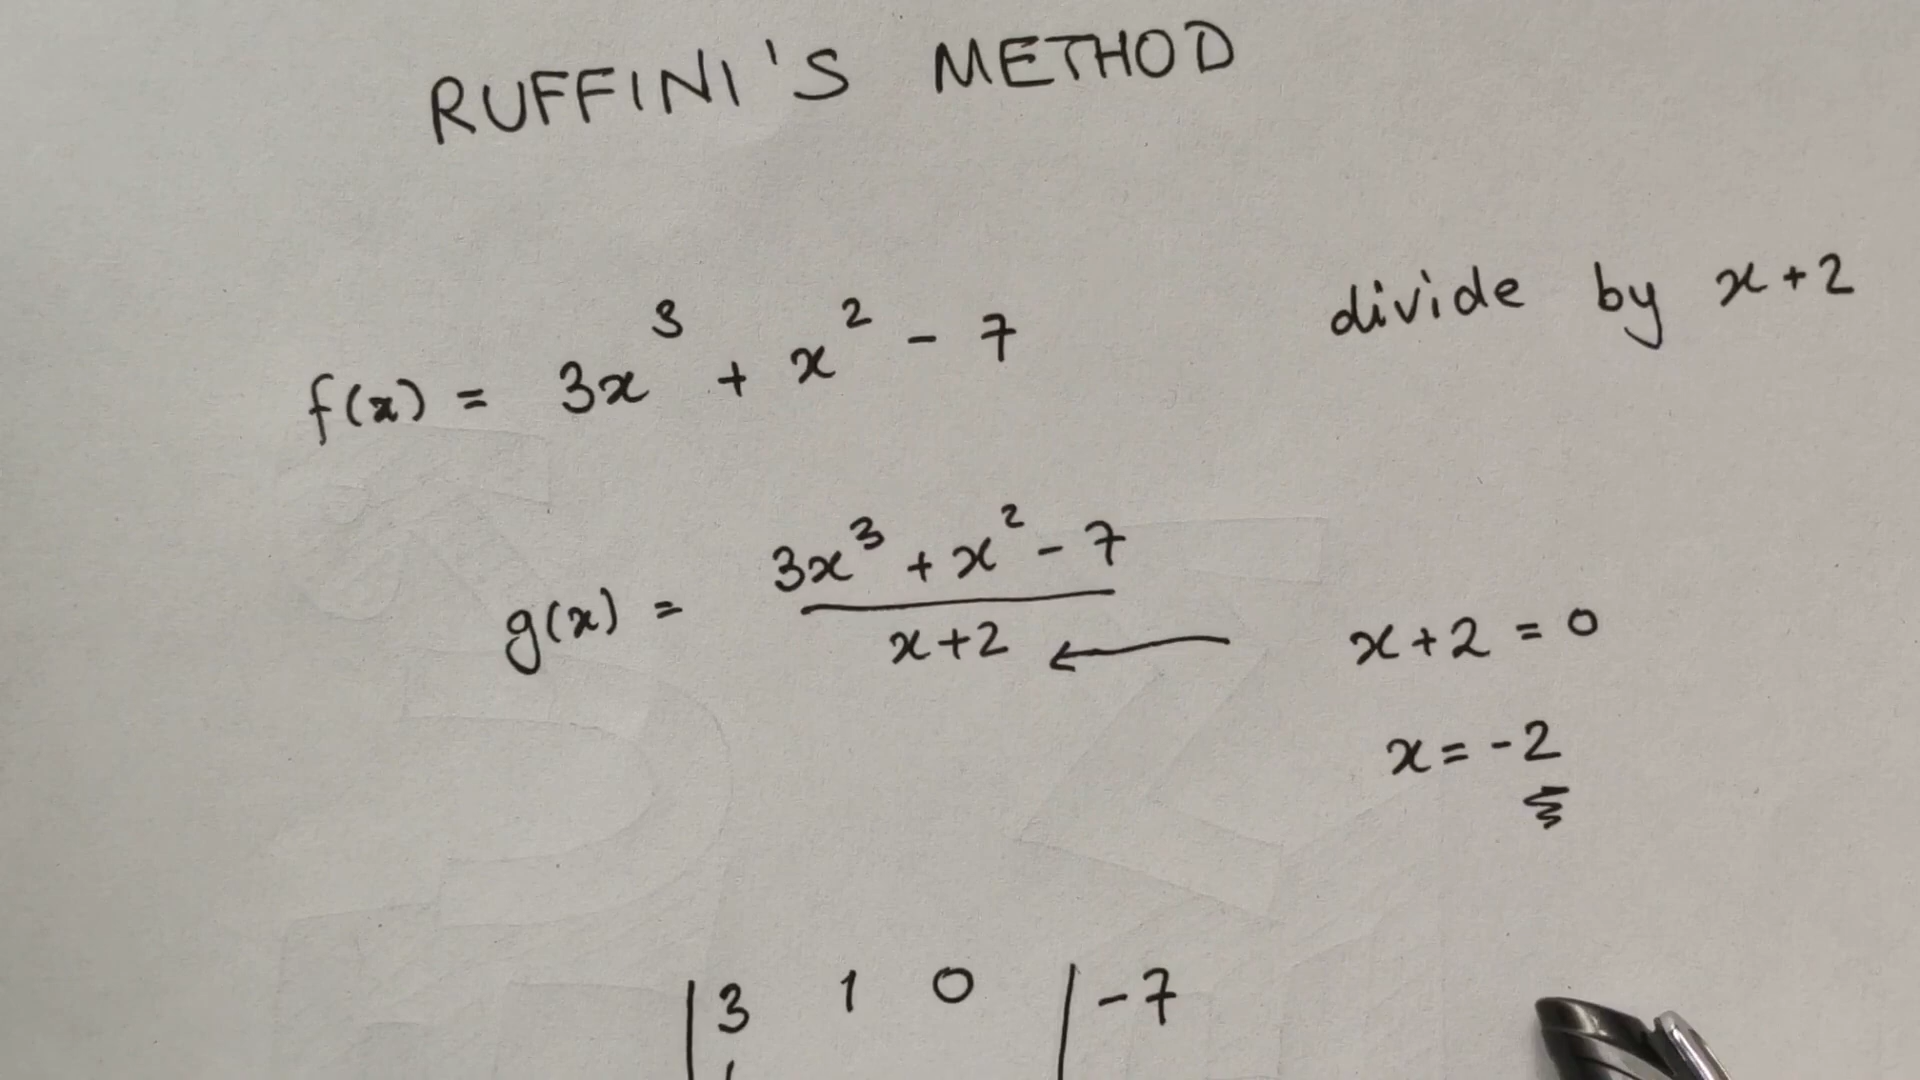 RUFFINI'S METHOD
f(x) = 3x³ + x² - 7 divide by x+2
g(x) = 3x³ + x² - 7
x+2 ← x+2 = 0
x = -2
|3 1 0 |-7